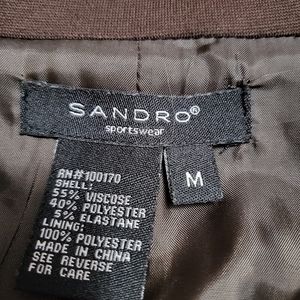 SANDRO®
sportswear
M
RN#100170
SHELL:
55% VISCOSE
40% POLYESTER
5% ELASTANE
LINING:
100% POLYESTER
MADE IN CHINA
SEE REVERSE
FOR CARE